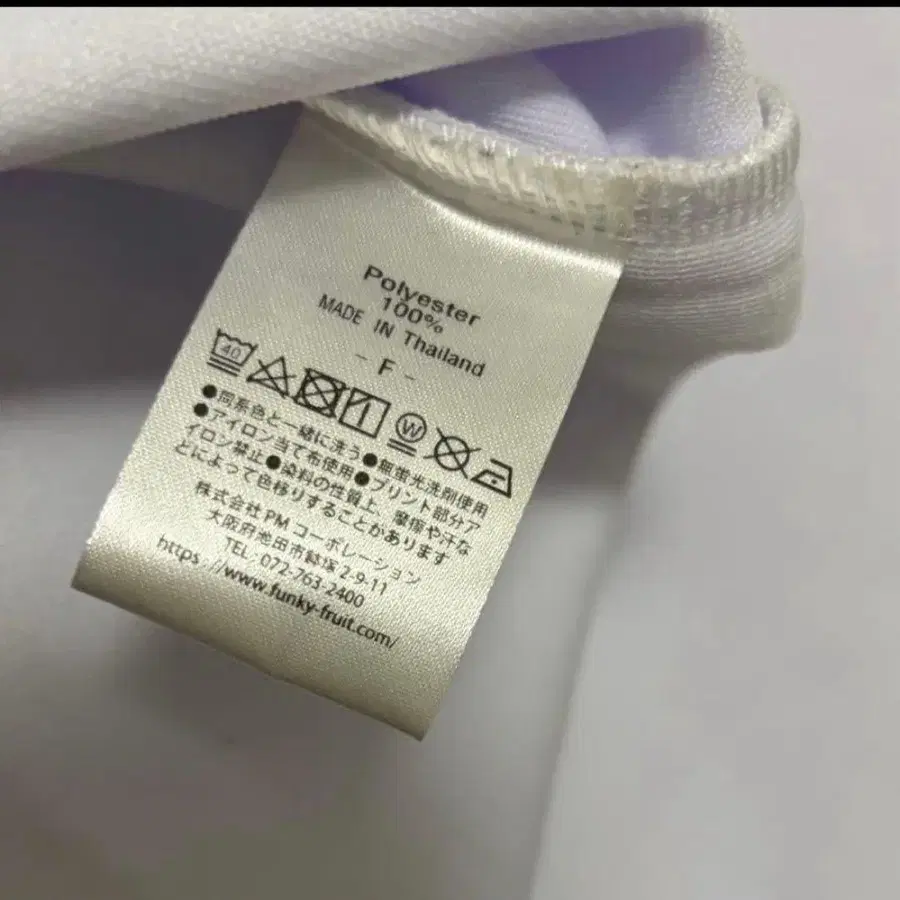 Polyester
100%
MADE IN Thailand
- F -
40
W
●同系色と一緒に洗う●無蛍光洗剤使用
●アイロン当て布使用●プリント部分ア
イロン禁止●染料の性質上、摩擦や汗な
どによって色移りすることがあります
株式会社PMコーポレーション
大阪府池田市鉢塚2-9-11
TEL:072-763-2400
https://www.funky-fruit.com/